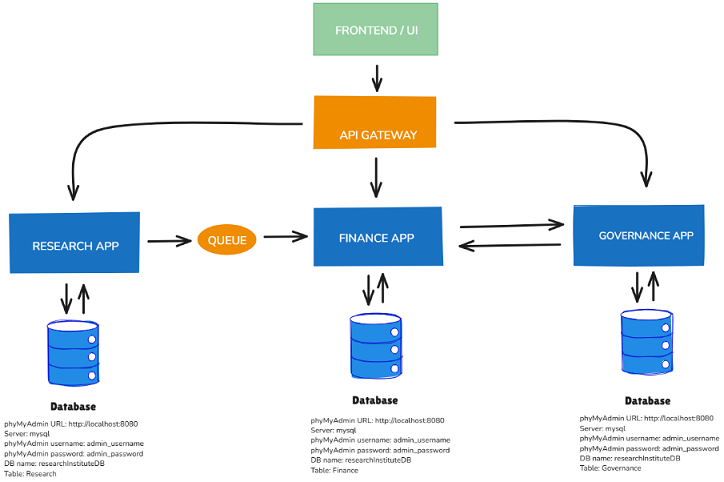 FRONTEND / UI
API GATEWAY
RESEARCH APP
QUEUE
FINANCE APP
GOVERNANCE APP
Database
phyMyAdmin URL: http://localhost:8080
Server: mysql
phyMyAdmin username: admin_username
phyMyAdmin password: admin_password
DB name: researchInstituteDB
Table: Research
Database
phyMyAdmin URL: http://localhost:8080
Server: mysql
phyMyAdmin username: admin_username
phyMyAdmin password: admin_password
DB name: researchInstituteDB
Table: Finance
Database
phyMyAdmin URL: http://localhost:8080
Server: mysql
phyMyAdmin username: admin_username
phyMyAdmin password: admin_password
DB name: researchInstituteDB
Table: Governance